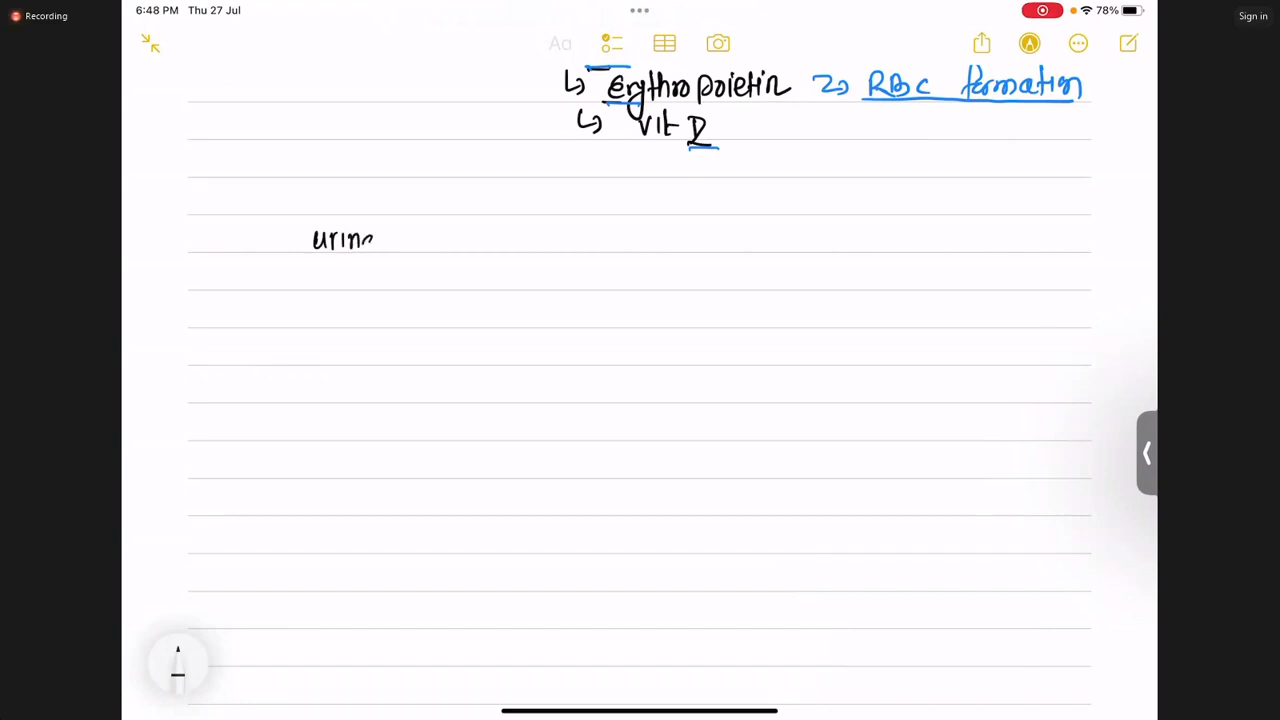 Recording
6:48 PM Thu 27 Jul
78%
Sign in
Aa
↳ Erythropoietin → RBC formation
↳ Vit D
urine